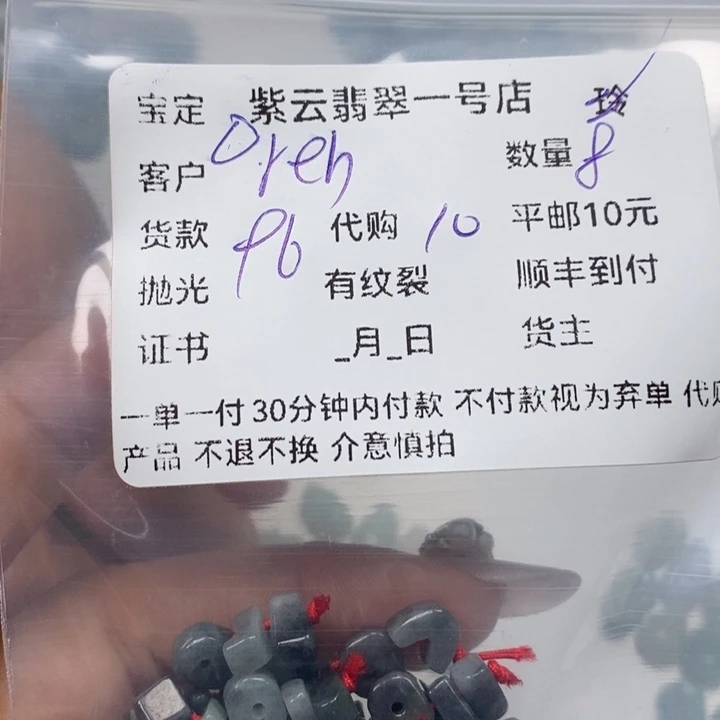 宝定 紫云翡翠一号店 玲
客户 Oreh 数量 8
货款 96 代购 10 平邮10元
抛光 有纹裂 顺丰到付
证书 _月_日 货主
一单一付 30分钟内付款 不付款视为弃单 代购
产品 不退不换 介意慎拍